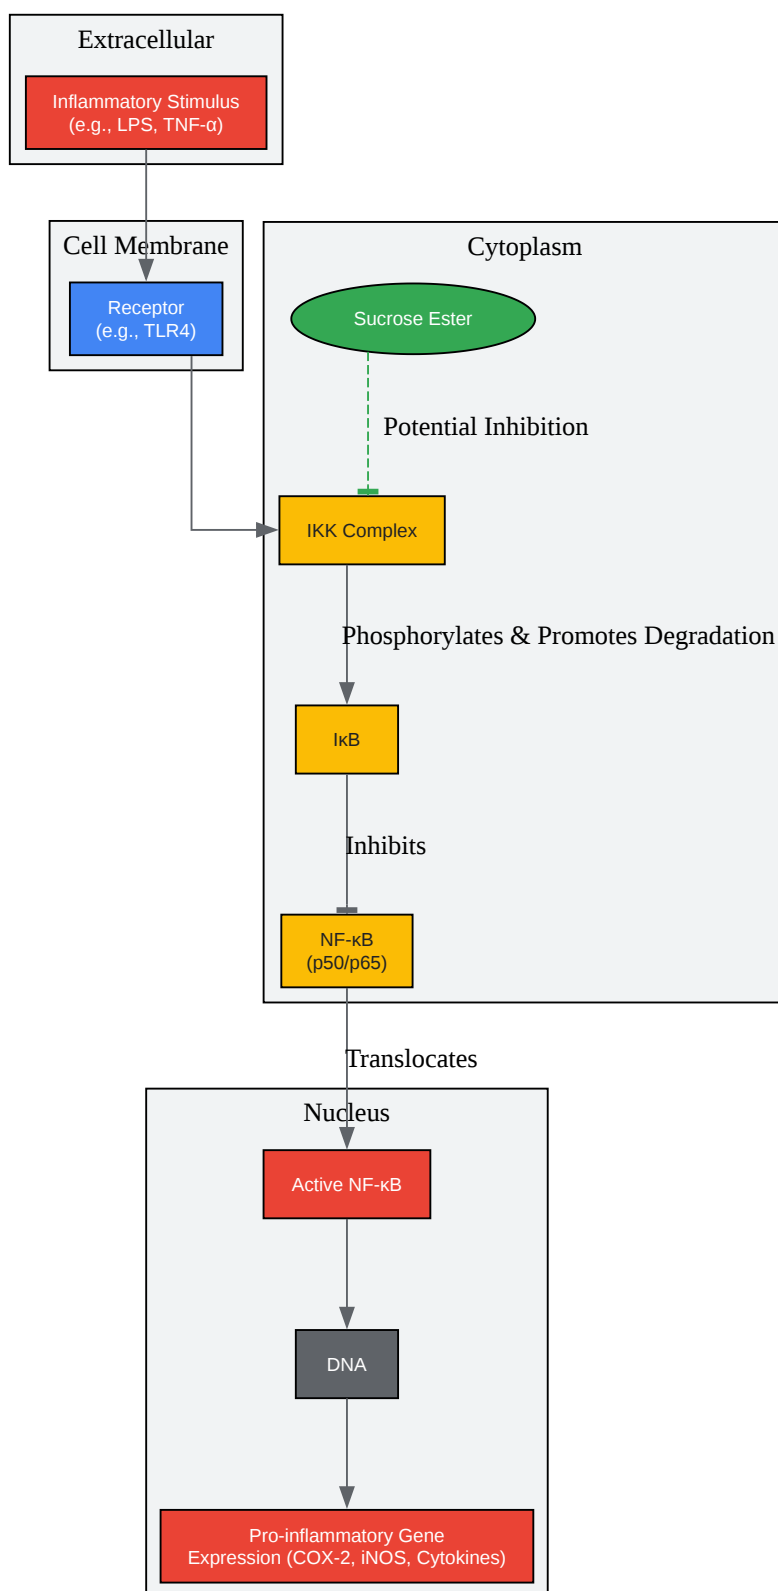 Extracellular
Inflammatory Stimulus
(e.g., LPS, TNF-α)
Cell Membrane
Receptor
(e.g., TLR4)
Cytoplasm
Sucrose Ester
Potential Inhibition
IKK Complex
Phosphorylates & Promotes Degradation
IκB
Inhibits
NF-κB
(p50/p65)
Translocates
Nucleus
Active NF-κB
DNA
Pro-inflammatory Gene
Expression (COX-2, iNOS, Cytokines)